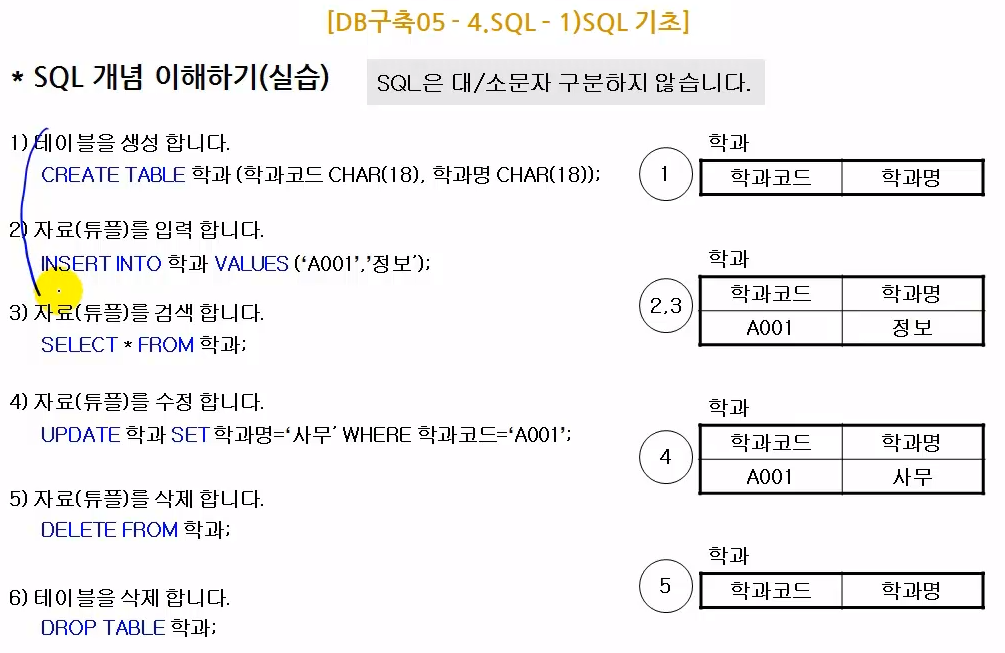 [DB구축05 - 4.SQL - 1)SQL 기초]
* SQL 개념 이해하기(실습)
SQL은 대/소문자 구분하지 않습니다.
1) 테이블을 생성 합니다.
CREATE TABLE 학과 (학과코드 CHAR(18), 학과명 CHAR(18));
2) 자료(튜플)를 입력 합니다.
INSERT INTO 학과 VALUES (‘A001’,’정보’);
3) 자료(튜플)를 검색 합니다.
SELECT * FROM 학과;
4) 자료(튜플)를 수정 합니다.
UPDATE 학과 SET 학과명=‘사무’ WHERE 학과코드=‘A001’;
5) 자료(튜플)를 삭제 합니다.
DELETE FROM 학과;
6) 테이블을 삭제 합니다.
DROP TABLE 학과;
학과
1 학과코드 학과명
학과
2,3 학과코드 학과명
A001 정보
학과
4 학과코드 학과명
A001 사무
학과
5 학과코드 학과명